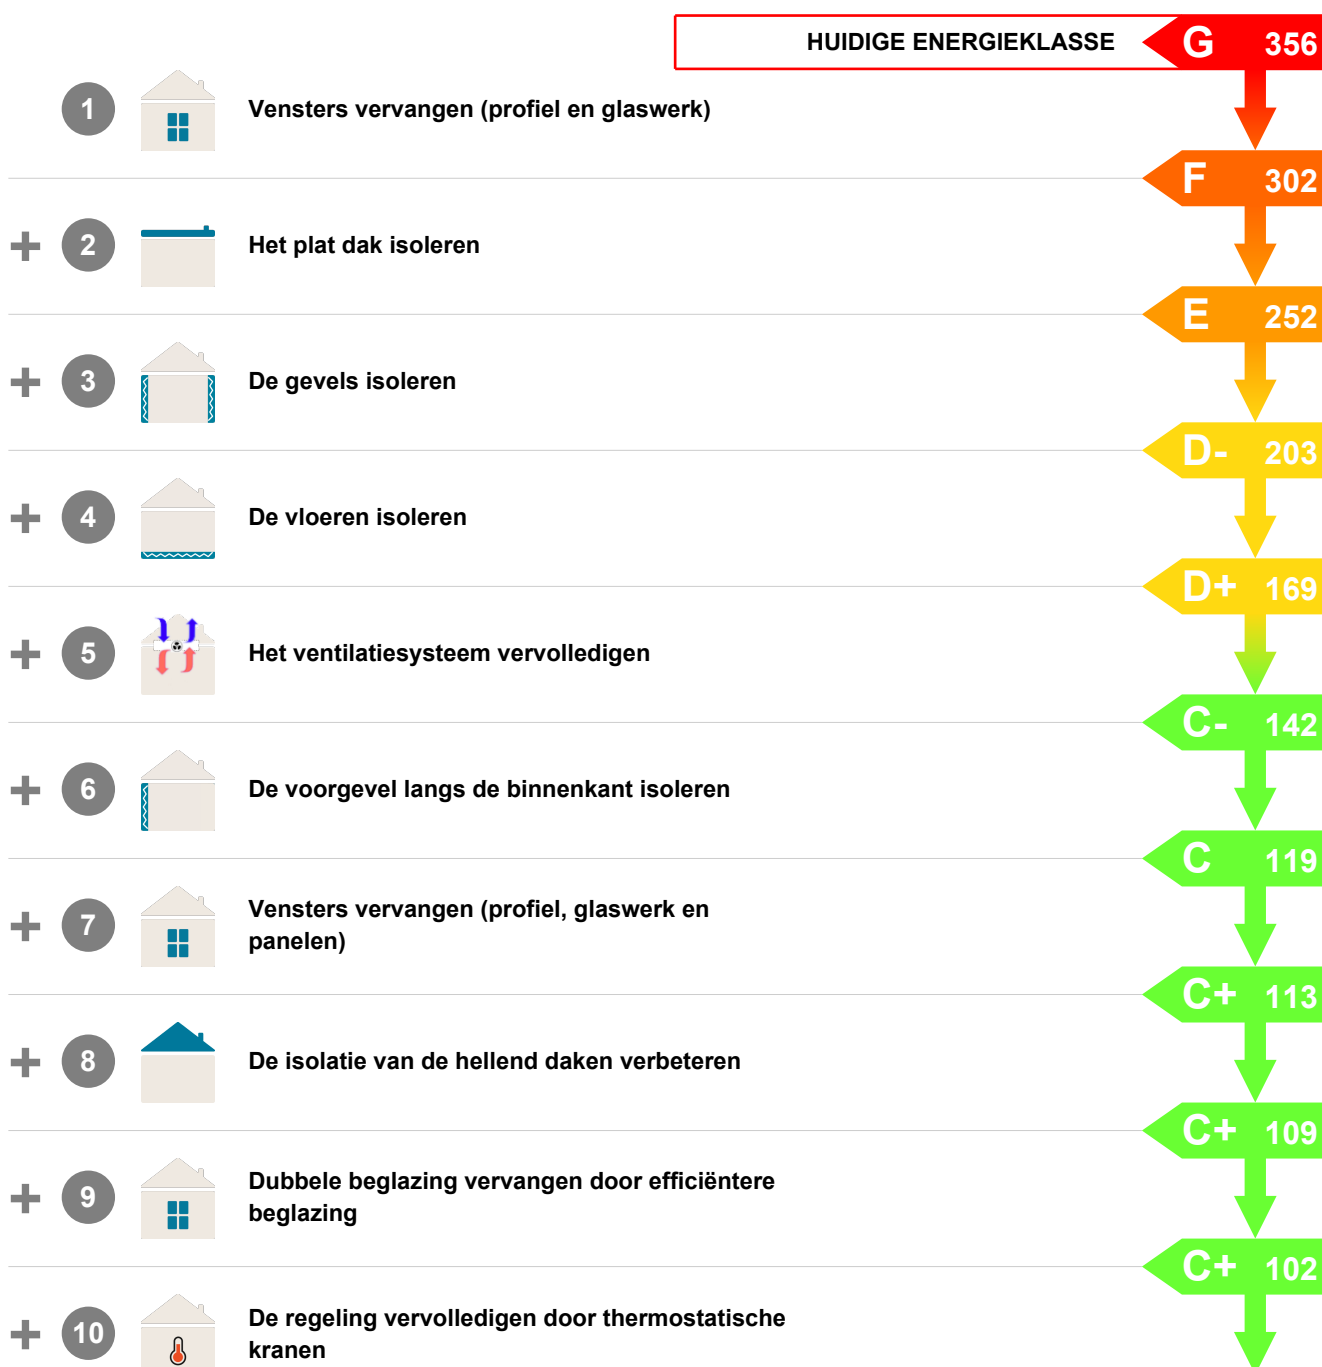 HUIDIGE ENERGIEKLASSE G 356
1 Vensters vervangen (profiel en glaswerk)
F 302
+ 2 Het plat dak isoleren
E 252
+ 3 De gevels isoleren
D- 203
+ 4 De vloeren isoleren
D+ 169
+ 5 Het ventilatiesysteem vervolledigen
C- 142
+ 6 De voorgevel langs de binnenkant isoleren
C 119
+ 7 Vensters vervangen (profiel, glaswerk en
panelen)
C+ 113
+ 8 De isolatie van de hellend daken verbeteren
C+ 109
+ 9 Dubbele beglazing vervangen door efficiëntere
beglazing
C+ 102
+ 10 De regeling vervolledigen door thermostatische
kranen